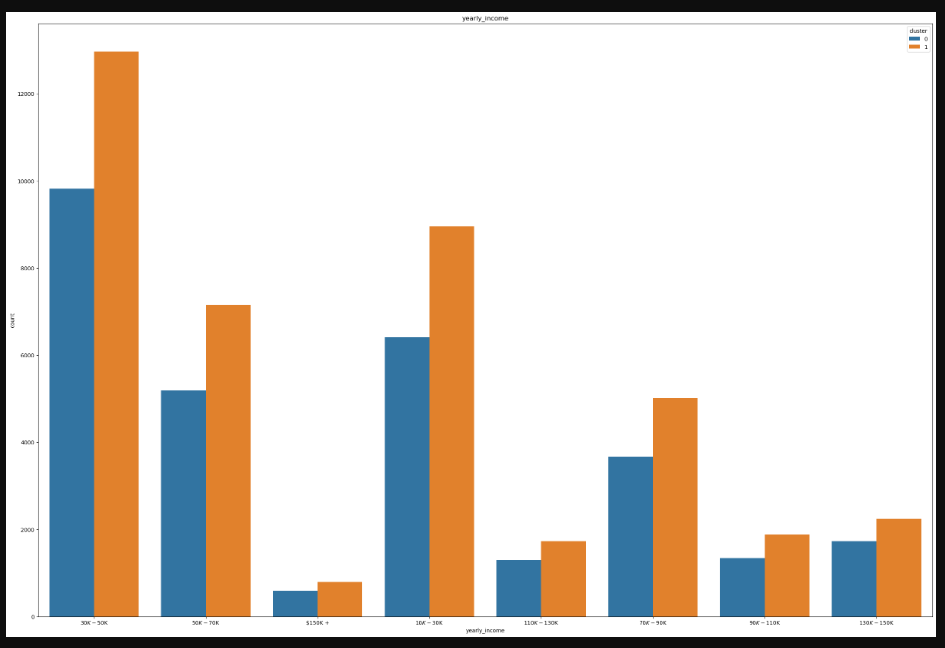 yearly_income
cluster
0
1
12000
10000
8000
6000
4000
2000
0
count
30K - 50K
50K - 70K
$150K +
10K - 30K
110K - 130K
70K - 90K
90K - 110K
130K - 150K
yearly_income